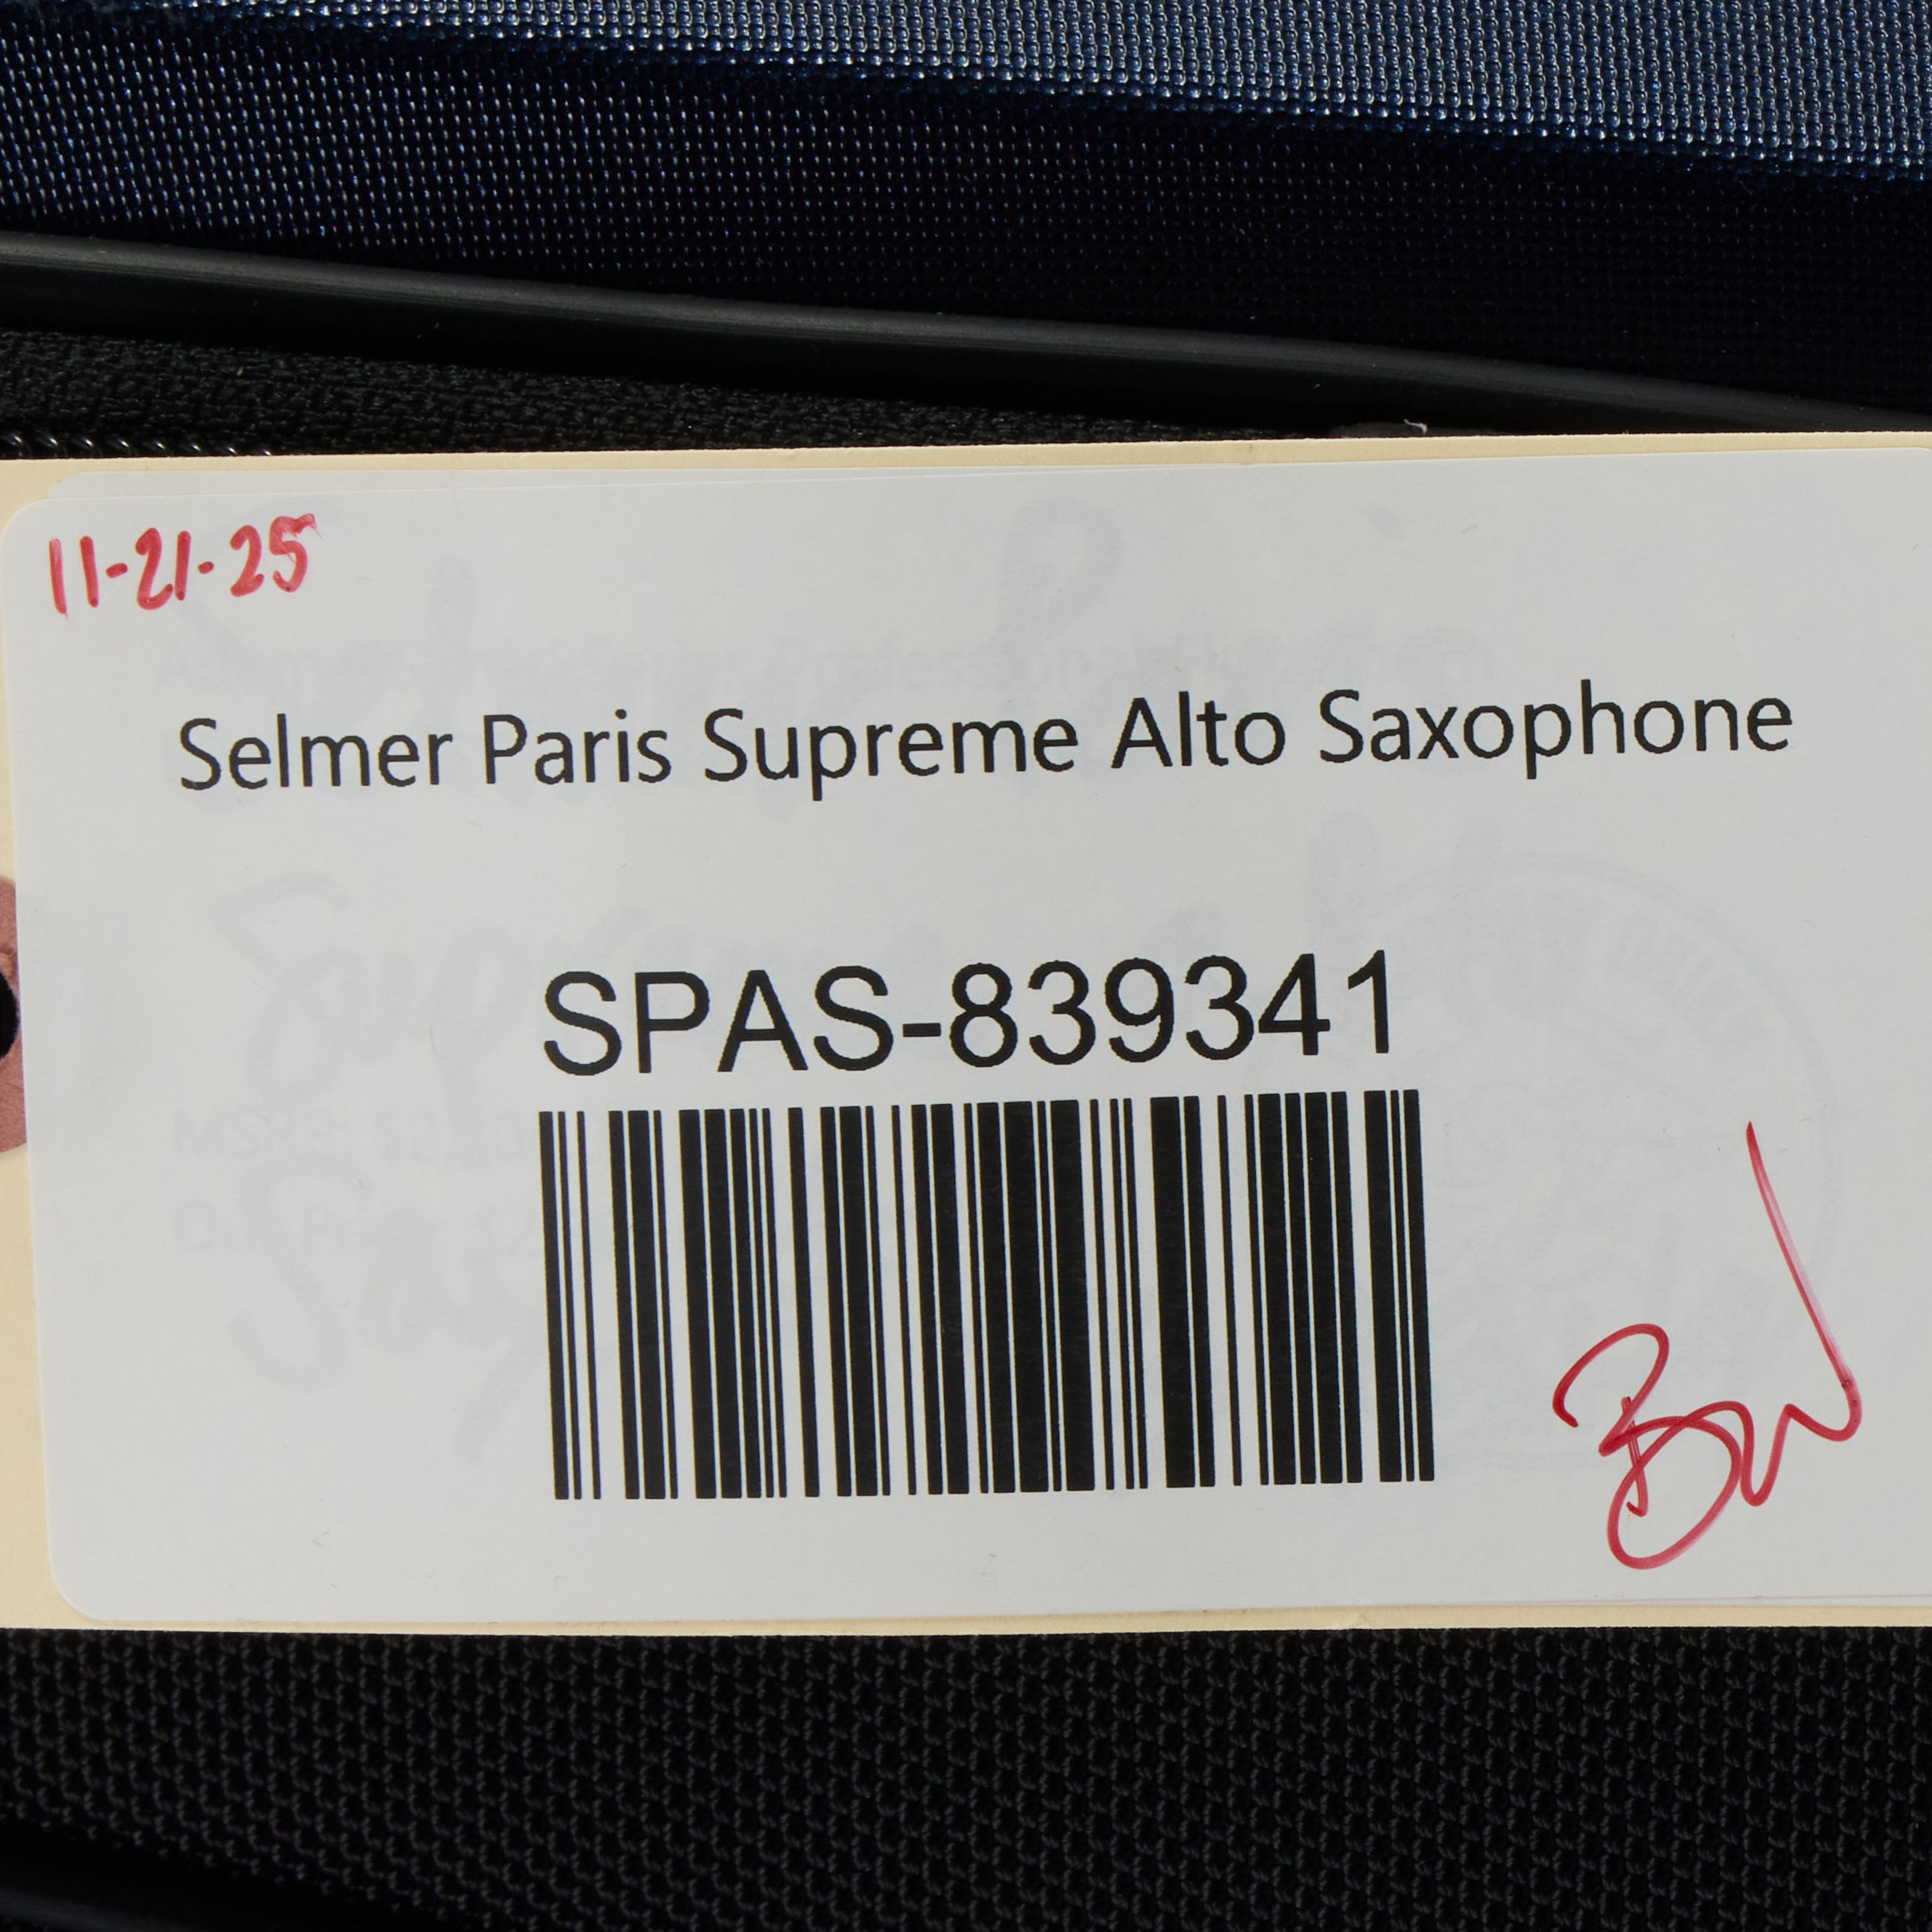 11-21-25
Selmer Paris Supreme Alto Saxophone
SPAS-839341
BW